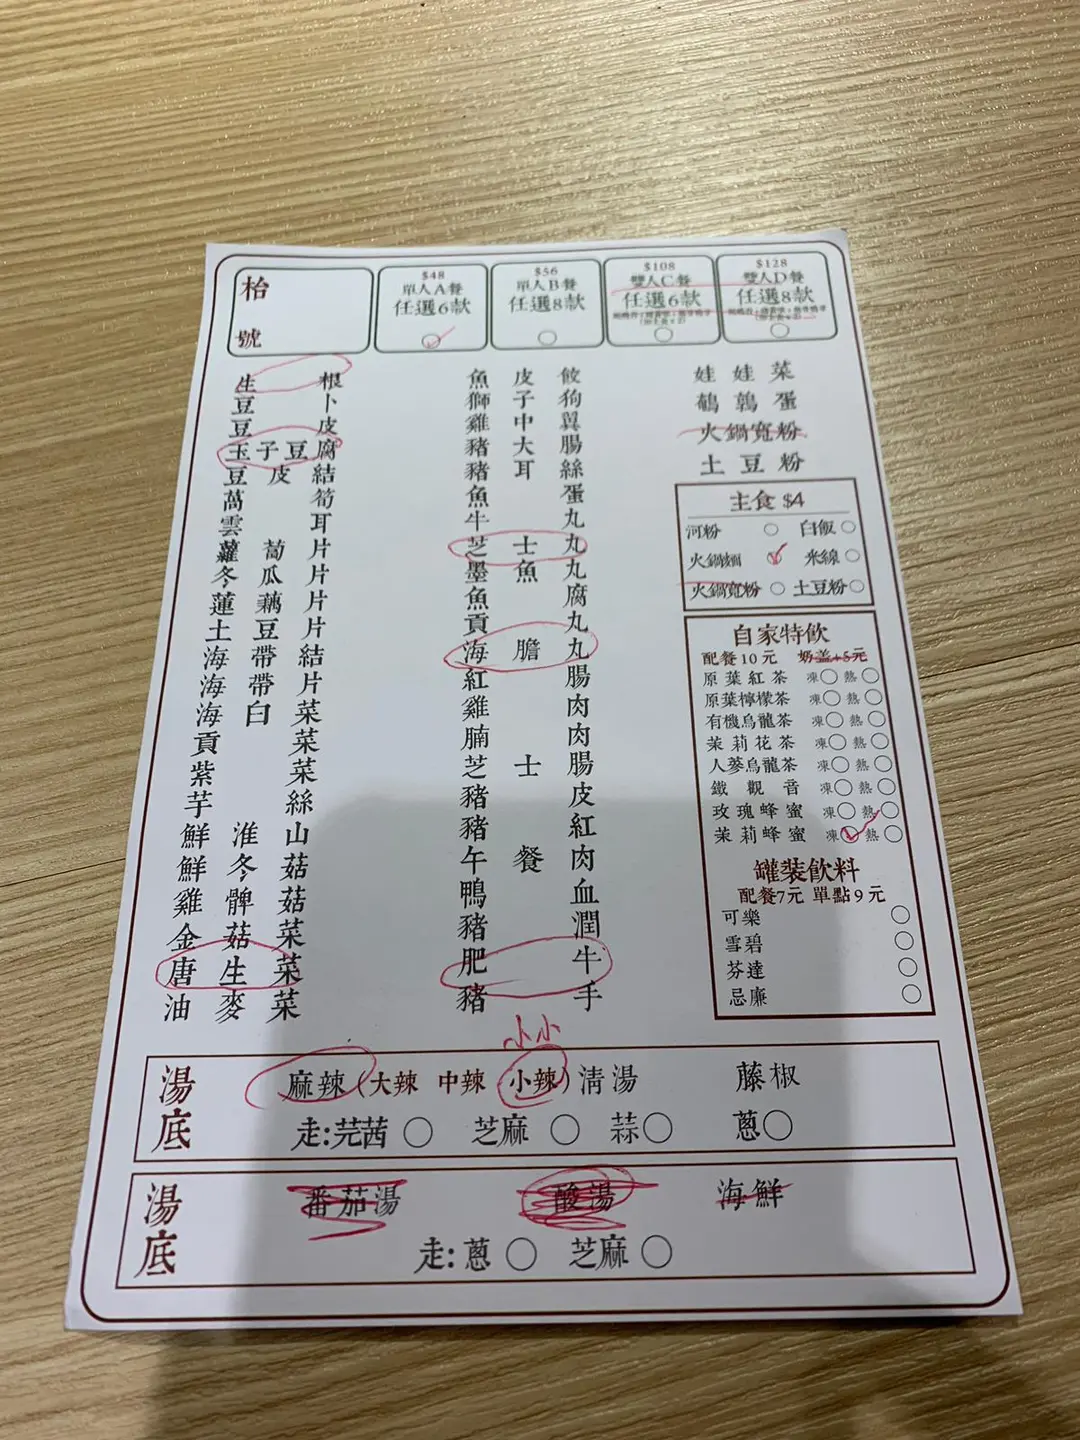 枱號
$48
單人A餐
任選6款
$56
單人B餐
任選8款
$108
雙人C餐
任選6款
$128
雙人D餐
任選8款
生根
豆卜
豆皮
玉子豆腐
豆皮結
萬筍
雲耳
蘿蔔片
冬瓜片
蓮藕片
土豆片
海帶結
海帶片
海白菜
貢菜
紫菜
芋絲
鮮淮山
鮮冬菇
雞髀菇
金菇菜
唐生菜
油麥菜
魚皮餃
獅子狗
雞中翼
豬大腸
豬耳絲
魚蛋
牛丸
芝士丸
墨魚丸
魚腐
貢丸
海膽丸
紅腸
雞肉
腩肉
芝士腸
豬皮
豬紅
午餐肉
鴨血
豬潤
肥牛
豬手
娃娃菜
鵪鶉蛋
火鍋寬粉
土豆粉
主食 $4
河粉 白飯
火鍋麵 米線
火鍋寬粉 土豆粉
自家特飲
配餐10元 奶盖+5元
原葉紅茶 凍 熱
原葉檸檬茶 凍 熱
有機烏龍茶 凍 熱
茉莉花茶 凍 熱
人蔘烏龍茶 凍 熱
鐵觀音 凍 熱
玫瑰蜂蜜 凍 熱
茉莉蜂蜜 凍 熱
罐裝飲料
配餐7元 單點9元
可樂
雪碧
芬達
忌廉
小小
湯底 麻辣 (大辣 中辣 小辣) 清湯 藤椒
走:芫茜 芝麻 蒜 蔥
湯底 番茄湯 酸湯 海鮮
走:蔥 芝麻